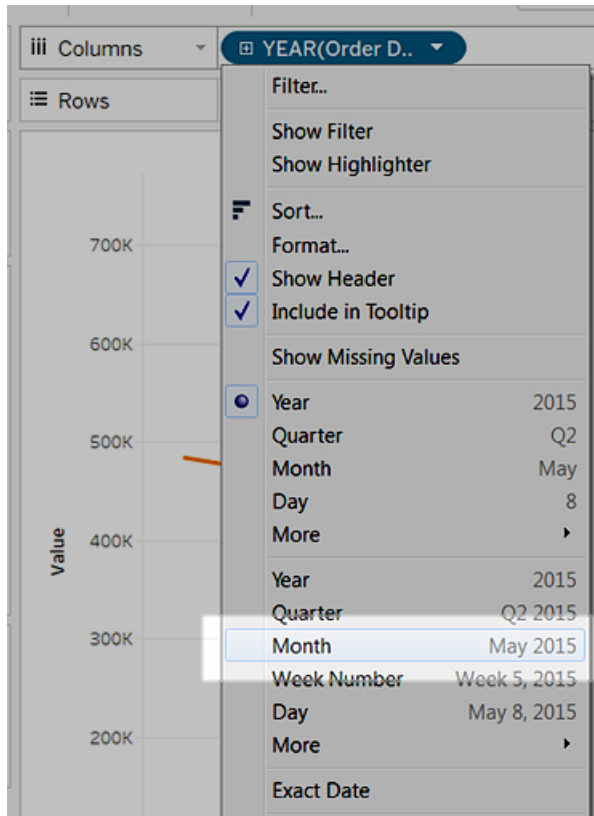 iii Columns
YEAR(Order D..
Rows
Filter...
Show Filter
Show Highlighter
Sort...
Format...
Show Header
Include in Tooltip
Show Missing Values
Year 2015
Quarter Q2
Month May
Day 8
More
Year 2015
Quarter Q2 2015
Month May 2015
Week Number Week 5, 2015
Day May 8, 2015
More
Exact Date
700K
600K
500K
400K
300K
200K
Value